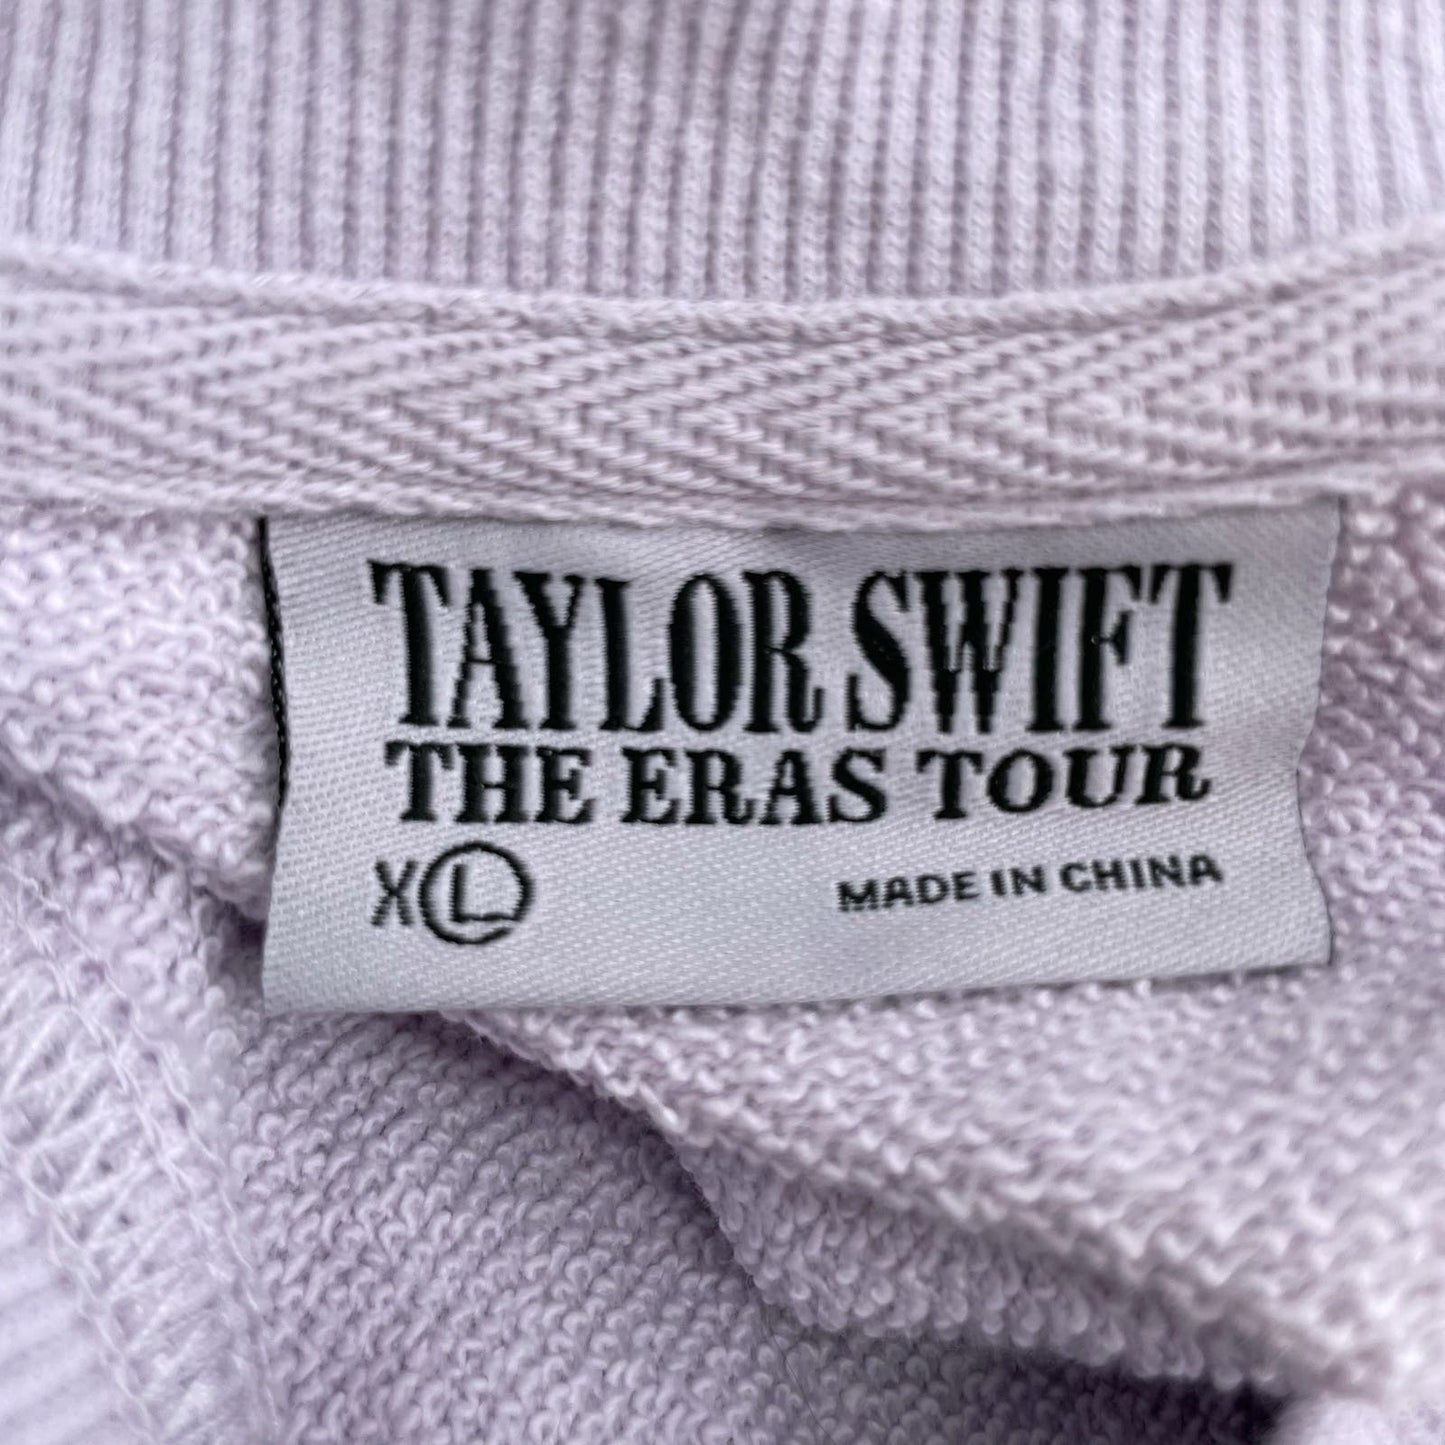 TAYLOR SWIFT
THE ERAS TOUR
XL MADE IN CHINA